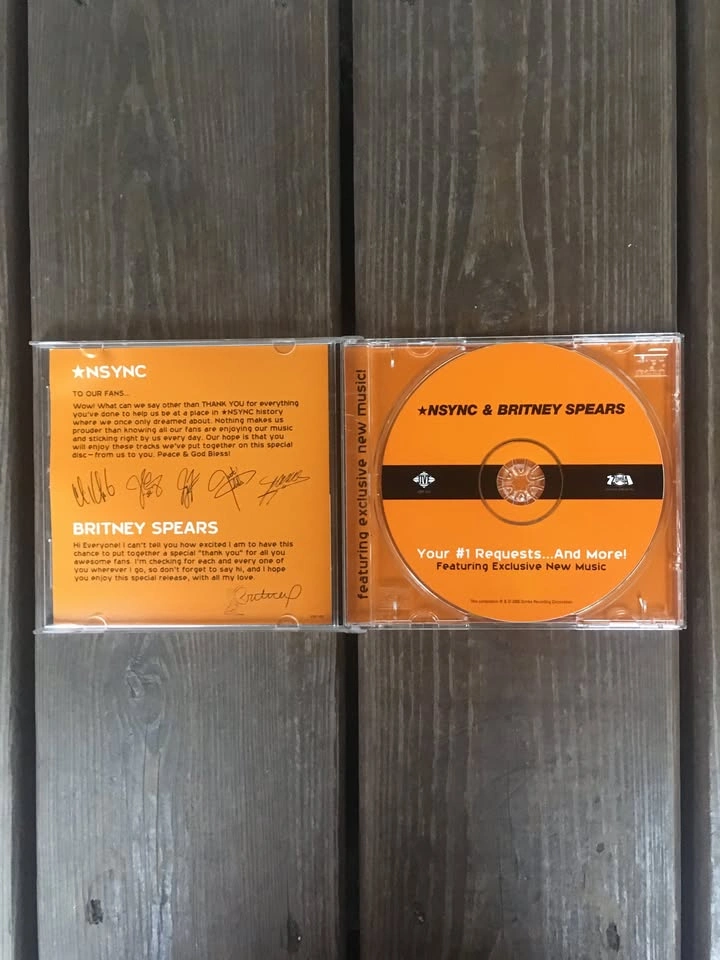 ★NSYNC
TO OUR FANS...
Wow! What can we say other than THANK YOU for everything
you've done to help us be at a place in ★NSYNC history
where we once only dreamed about. Nothing makes us
prouder than knowing all our fans are enjoying our music
and sticking right by us every day. Our hope is that you
will enjoy these tracks we've put together on this special
disc—from us to you. Peace & God Bless!
BRITNEY SPEARS
Hi Everyone! I can't tell you how excited I am to have this
chance to put together a special "thank you" for all you
awesome fans. I'm checking for each and every one of
you wherever I go, so don't forget to say hi, and I hope
you enjoy this special release, with all my love.
featuring exclusive new music!
★NSYNC & BRITNEY SPEARS
JIVE
ZOMBA
Your #1 Requests...And More!
Featuring Exclusive New Music